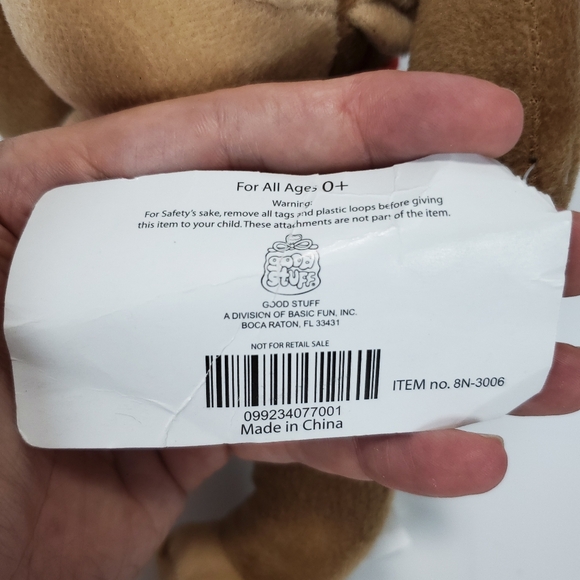 For All Ages 0+
Warning:
For Safety's sake, remove all tags and plastic loops before giving
this item to your child. These attachments are not part of the item.
GOOD
STUFF
GOOD STUFF
A DIVISION OF BASIC FUN, INC.
BOCA RATON, FL 33431
NOT FOR RETAIL SALE
ITEM no. 8N-3006
099234077001
Made in China